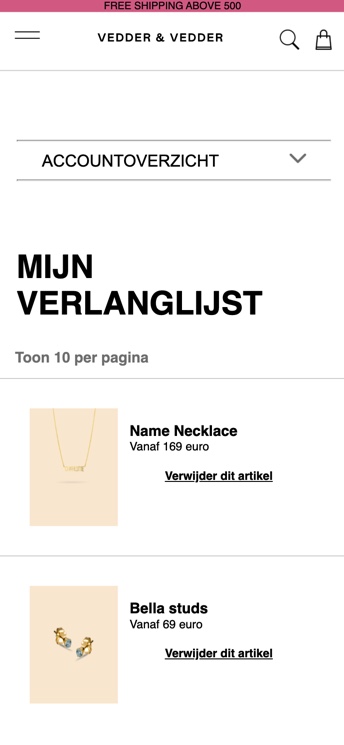 FREE SHIPPING ABOVE 500
VEDDER & VEDDER
ACCOUNTOVERZICHT
MIJN
VERLANGLIJST
Toon 10 per pagina
Name Necklace
Vanaf 169 euro
Verwijder dit artikel
Bella studs
Vanaf 69 euro
Verwijder dit artikel